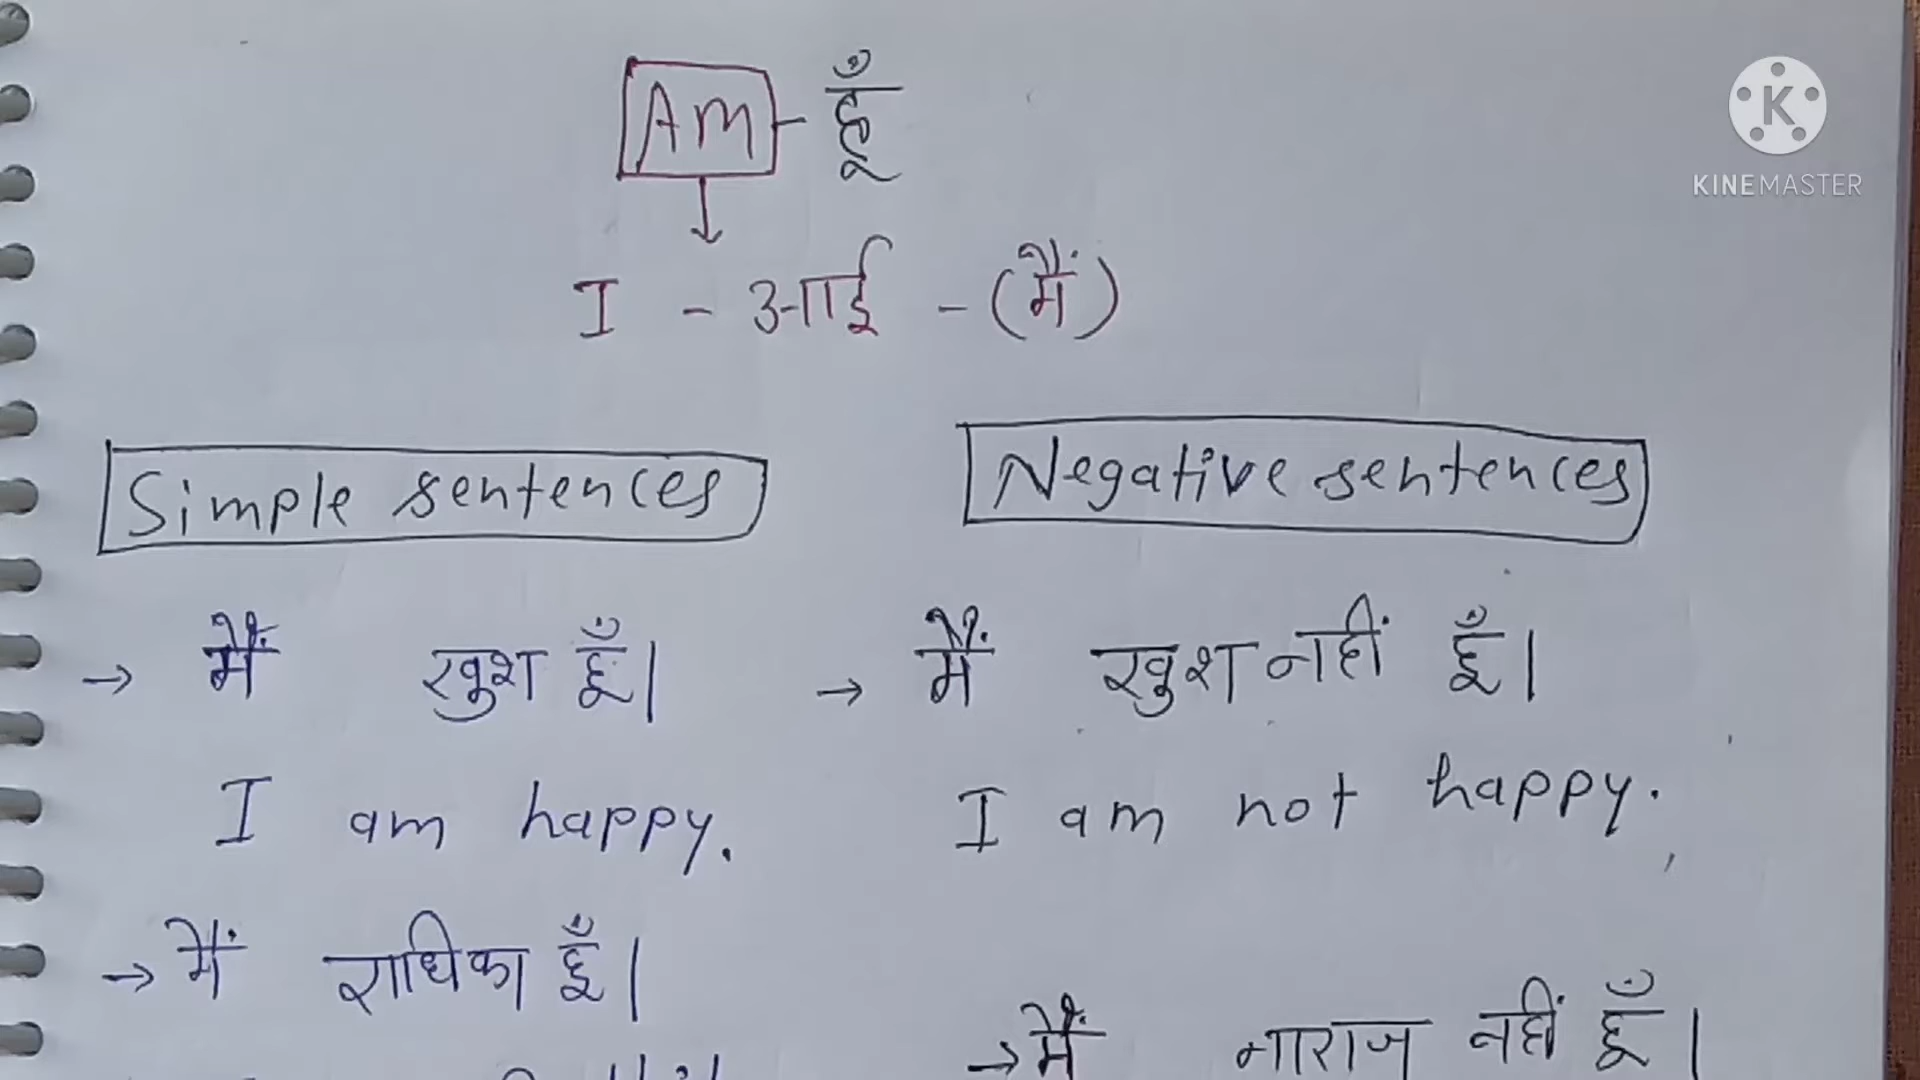 AM - हूँ
KINEMASTER
I - आई - (मैं)
Simple sentences
Negative sentences
→ मैं खुश हूँ।
→ मैं खुश नहीं हूँ।
I am happy.
I am not happy.
→ में राधिका हूँ।
→ मैं नाराज नहीं हूँ।